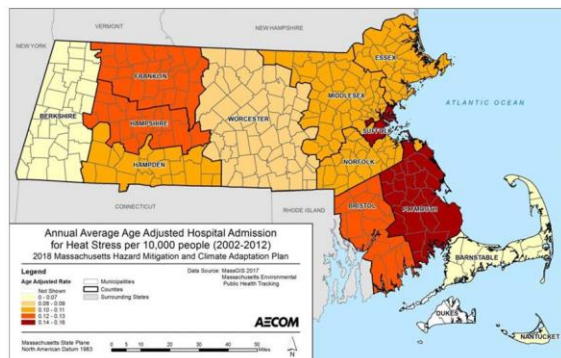 VERMONT
NEW HAMPSHIRE
NEW YORK
FRANKLIN
ESSEX
MIDDLESEX
ATLANTIC OCEAN
BERKSHIRE
HAMPSHIRE
WORCESTER
SUFFOLK
HAMPDEN
NORFOLK
CONNECTICUT
RHODE ISLAND
BRISTOL
PLYMOUTH
BARNSTABLE
DUKES
NANTUCKET
Annual Average Age Adjusted Hospital Admission
for Heat Stress per 10,000 people (2002-2012)
2018 Massachusetts Hazard Mitigation and Climate Adaptation Plan
Legend
Age Adjusted Rate
Not Shown
0 - 0.07
0.08 - 0.09
0.10 - 0.11
0.12 - 0.13
0.14 - 0.16
Municipalities
Counties
Surrounding States
Data Source: MassGIS 2017
Massachusetts Environmental
Public Health Tracking
AECOM
Massachusetts State Plane
North American Datum 1983
0 5 10 20 30 40 50
Miles
N